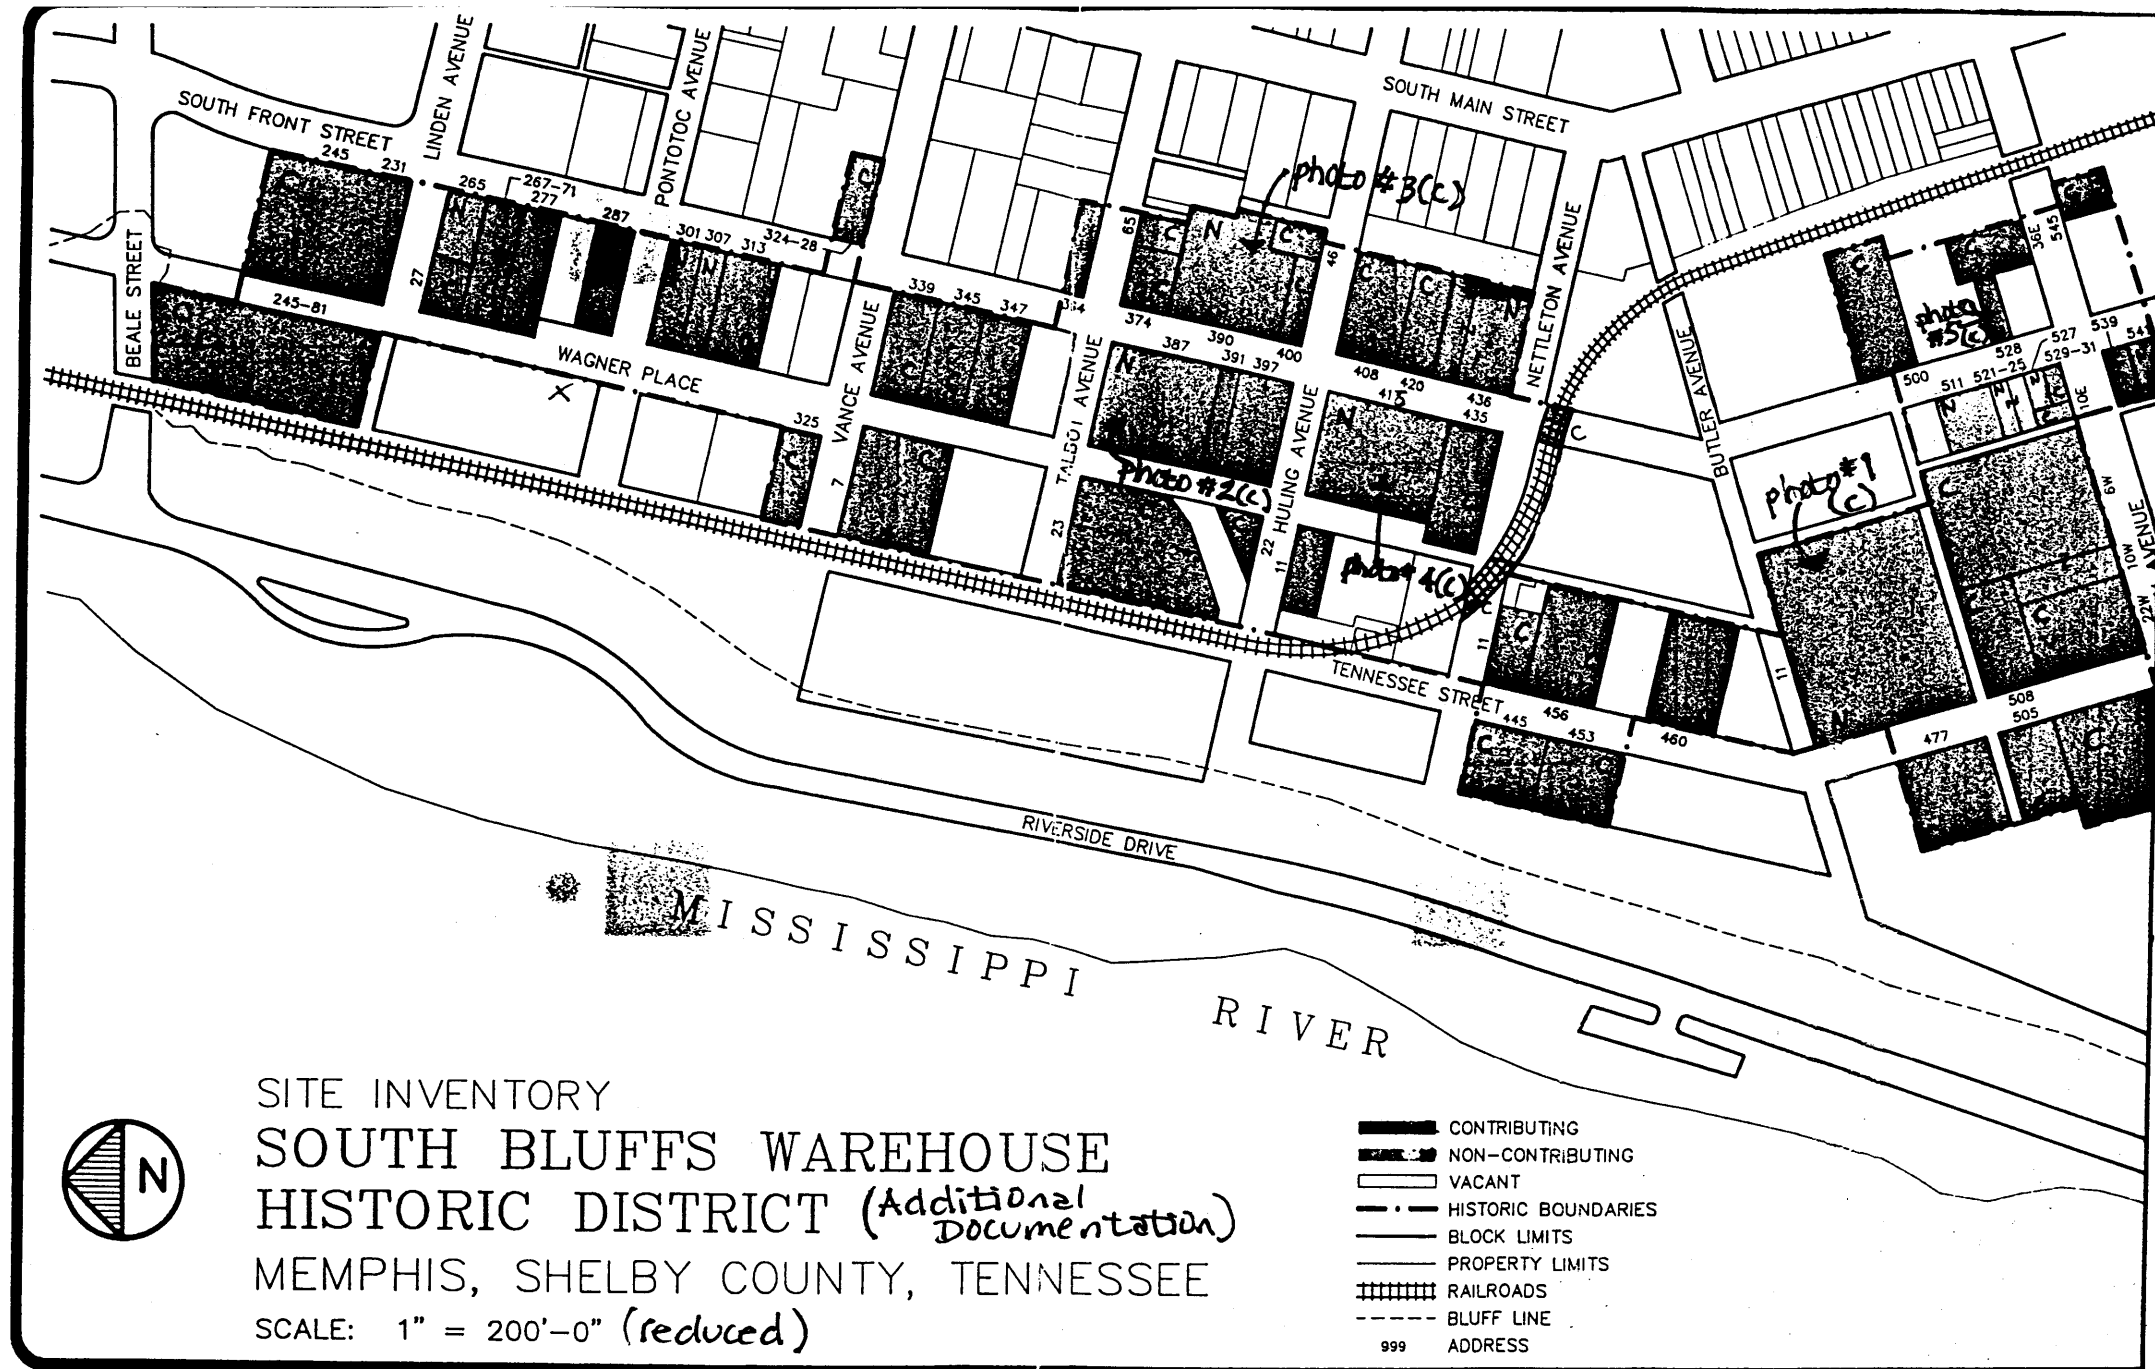 SOUTH FRONT STREET
LINDEN AVENUE
PONTOTOC AVENUE
SOUTH MAIN STREET
245
231
265
267-71
277
287
301
307
313
324-28
C
N
photo #3(c)
65
46
36E
545
BEALE STREET
27
245-81
WAGNER PLACE
339
345
347
374
387
390
391
397
400
408
420
436
435
NETTLETON AVENUE
BUTLER AVENUE
photo #5(c)
527
539
528
529-31
500
511
521-25
10E
325
VANCE AVENUE
7
TALBOT AVENUE
HULING AVENUE
photo #2(c)
23
22
11
photo #4(c)
photo #1
(c)
6W
10W
AVENUE
TENNESSEE STREET
11
11
445
453
456
460
477
508
505
RIVERSIDE DRIVE
MISSISSIPPI
RIVER
N
SITE INVENTORY
SOUTH BLUFFS WAREHOUSE
HISTORIC DISTRICT (Additional
Documentation)
MEMPHIS, SHELBY COUNTY, TENNESSEE
SCALE: 1" = 200'-0" (reduced)
CONTRIBUTING
NON-CONTRIBUTING
VACANT
HISTORIC BOUNDARIES
BLOCK LIMITS
PROPERTY LIMITS
RAILROADS
BLUFF LINE
999 ADDRESS